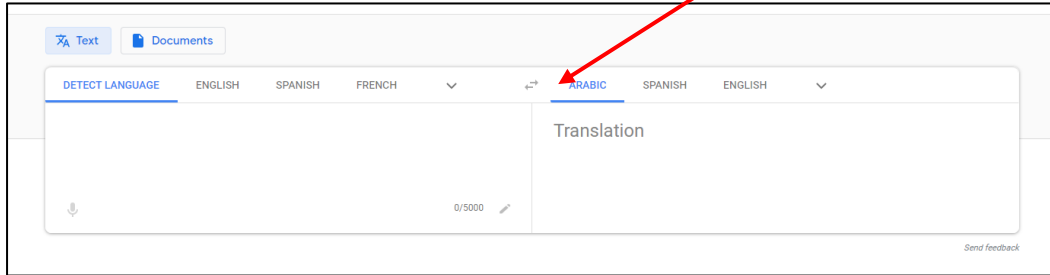 Text Documents
DETECT LANGUAGE ENGLISH SPANISH FRENCH ARABIC SPANISH ENGLISH
Translation
0/5000
Send feedback